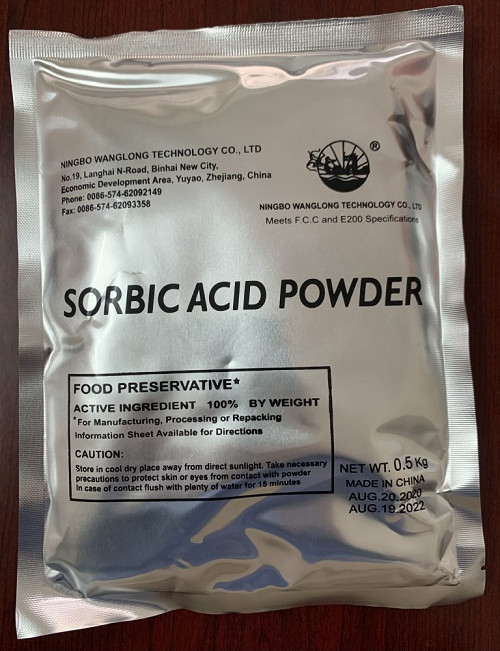 NINGBO WANGLONG TECHNOLOGY CO., LTD
No.19, Langhai N-Road, Binhai New City,
Economic Development Area, Yuyao, Zhejiang, China
Phone: 0086-574-62092149
Fax: 0086-574-62093358
®
NINGBO WANGLONG TECHNOLOGY CO., LTD
Meets F.C.C and E200 Specifications
SORBIC ACID POWDER
FOOD PRESERVATIVE*
ACTIVE INGREDIENT 100% BY WEIGHT
*For Manufacturing, Processing or Repacking
Information Sheet Available for Directions
CAUTION:
Store in cool dry place away from direct sunlight. Take necessary
precautions to protect skin or eyes from contact with powder
In case of contact flush with plenty of water for 15 minutes
NET WT. 0.5Kg
MADE IN CHINA
AUG.20.2020
AUG.19.2022